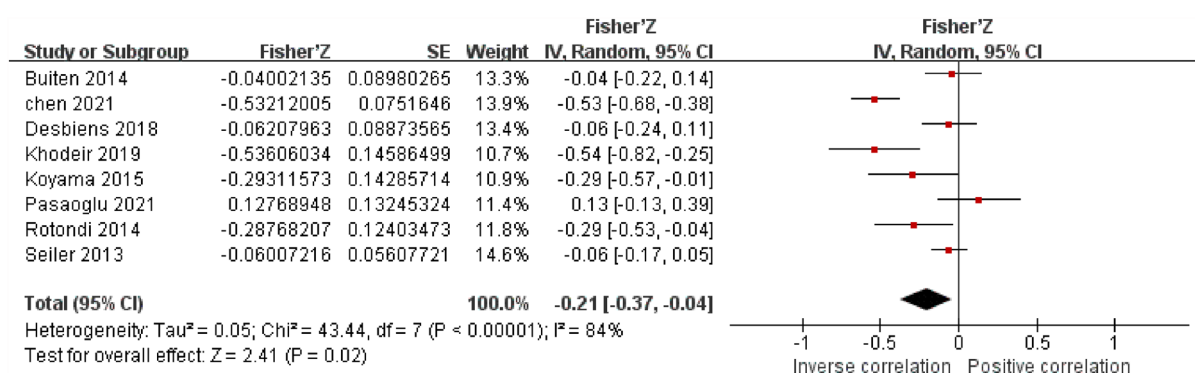 Fisher'Z Fisher'Z
Study or Subgroup Fisher'Z SE Weight IV, Random, 95% CI IV, Random, 95% CI
Buiten 2014 -0.04002135 0.08980265 13.3% -0.04 [-0.22, 0.14]
chen 2021 -0.53212005 0.0751646 13.9% -0.53 [-0.68, -0.38]
Desbiens 2018 -0.06207963 0.08873565 13.4% -0.06 [-0.24, 0.11]
Khodeir 2019 -0.53606034 0.14586499 10.7% -0.54 [-0.82, -0.25]
Koyama 2015 -0.29311573 0.14285714 10.9% -0.29 [-0.57, -0.01]
Pasaoglu 2021 0.12768948 0.13245324 11.4% 0.13 [-0.13, 0.39]
Rotondi 2014 -0.28768207 0.12403473 11.8% -0.29 [-0.53, -0.04]
Seiler 2013 -0.06007216 0.05607721 14.6% -0.06 [-0.17, 0.05]
Total (95% CI) 100.0% -0.21 [-0.37, -0.04]
Heterogeneity: Tau² = 0.05; Chi² = 43.44, df = 7 (P < 0.00001); I² = 84%
Test for overall effect: Z = 2.41 (P = 0.02)
-1 -0.5 0 0.5 1
Inverse correlation Positive correlation